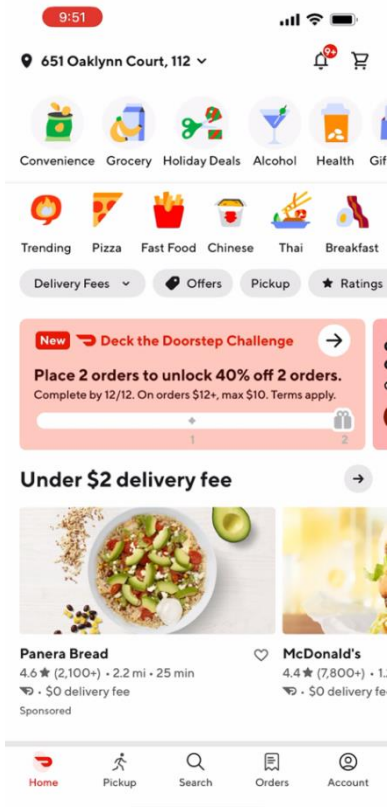 9:51
651 Oaklynn Court, 112
9+
Convenience Grocery Holiday Deals Alcohol Health
Trending Pizza Fast Food Chinese Thai Breakfast
Delivery Fees Offers Pickup ★ Ratings
New Deck the Doorstep Challenge
Place 2 orders to unlock 40% off 2 orders.
Complete by 12/12. On orders $12+, max $10. Terms apply.
1 2
Under $2 delivery fee
Panera Bread
4.6 ★ (2,100+) • 2.2 mi • 25 min
• $0 delivery fee
Sponsored
McDonald's
4.4 ★ (7,800+) • 1.
• $0 delivery fe
Home Pickup Search Orders Account